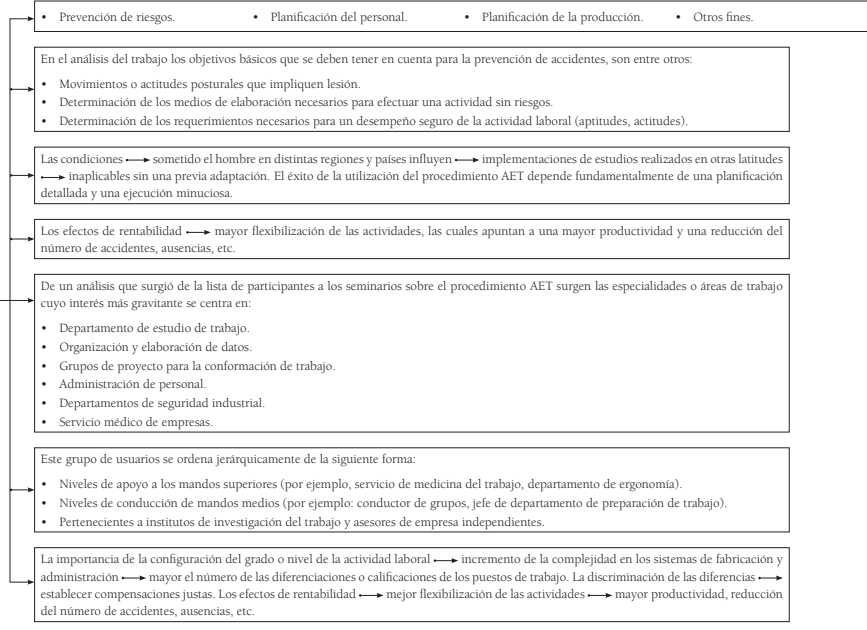 • Prevención de riesgos. • Planificación del personal. • Planificación de la producción. • Otros fines.
En el análisis del trabajo los objetivos básicos que se deben tener en cuenta para la prevención de accidentes, son entre otros:
• Movimientos o actitudes posturales que impliquen lesión.
• Determinación de los medios de elaboración necesarios para efectuar una actividad sin riesgos.
• Determinación de los requerimientos necesarios para un desempeño seguro de la actividad laboral (aptitudes, actitudes).
Las condiciones ⟶ sometido el hombre en distintas regiones y países influyen ⟶ implementaciones de estudios realizados en otras latitudes
⟶ inaplicables sin una previa adaptación. El éxito de la utilización del procedimiento AET depende fundamentalmente de una planificación
detallada y una ejecución minuciosa.
Los efectos de rentabilidad ⟶ mayor flexibilización de las actividades, las cuales apuntan a una mayor productividad y una reducción del
número de accidentes, ausencias, etc.
De un análisis que surgió de la lista de participantes a los seminarios sobre el procedimiento AET surgen las especialidades o áreas de trabajo
cuyo interés más gravitante se centra en:
• Departamento de estudio de trabajo.
• Organización y elaboración de datos.
• Grupos de proyecto para la conformación de trabajo.
• Administración de personal.
• Departamentos de seguridad industrial.
• Servicio médico de empresas.
Este grupo de usuarios se ordena jerárquicamente de la siguiente forma:
• Niveles de apoyo a los mandos superiores (por ejemplo, servicio de medicina del trabajo, departamento de ergonomía).
• Niveles de conducción de mandos medios (por ejemplo: conductor de grupos, jefe de departamento de preparación de trabajo).
• Pertenecientes a institutos de investigación del trabajo y asesores de empresa independientes.
La importancia de la configuración del grado o nivel de la actividad laboral ⟶ incremento de la complejidad en los sistemas de fabricación y
administración ⟶ mayor el número de las diferenciaciones o calificaciones de los puestos de trabajo. La discriminación de las diferencias ⟶
establecer compensaciones justas. Los efectos de rentabilidad ⟶ mejor flexibilización de las actividades ⟶ mayor productividad, reducción
del número de accidentes, ausencias, etc.